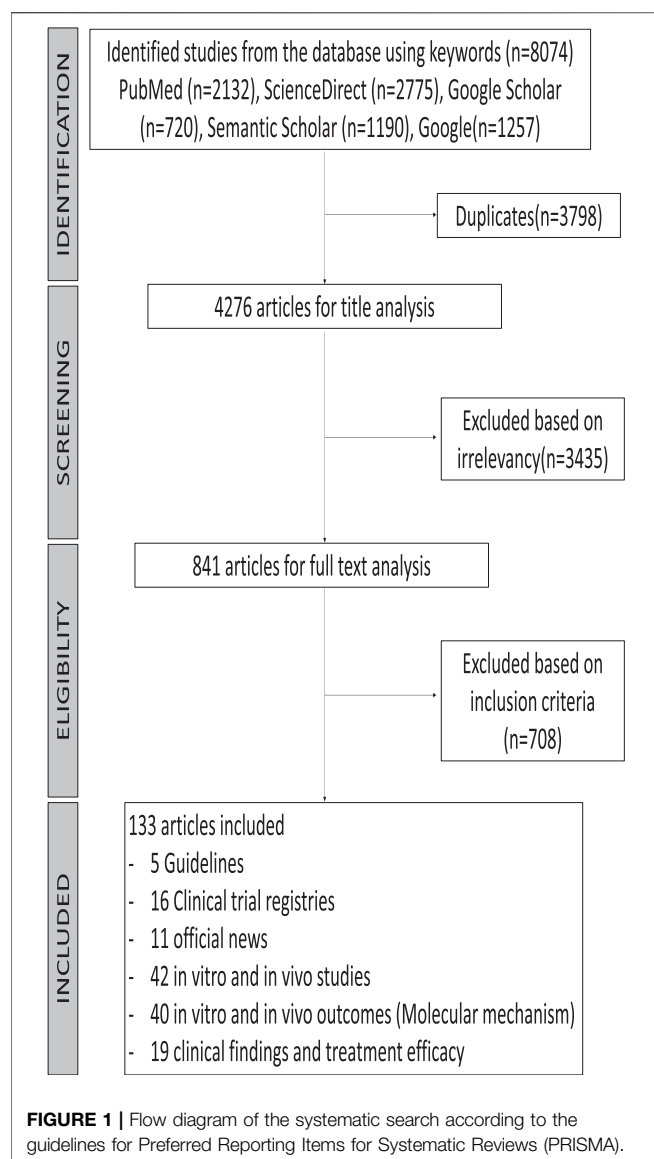 IDENTIFICATION
Identified studies from the database using keywords (n=8074)
PubMed (n=2132), ScienceDirect (n=2775), Google Scholar
(n=720), Semantic Scholar (n=1190), Google(n=1257)
Duplicates(n=3798)
SCREENING
4276 articles for title analysis
Excluded based on
irrelevancy(n=3435)
ELIGIBILITY
841 articles for full text analysis
Excluded based on
inclusion criteria
(n=708)
INCLUDED
133 articles included
- 5 Guidelines
- 16 Clinical trial registries
- 11 official news
- 42 in vitro and in vivo studies
- 40 in vitro and in vivo outcomes (Molecular mechanism)
- 19 clinical findings and treatment efficacy
FIGURE 1 | Flow diagram of the systematic search according to the
guidelines for Preferred Reporting Items for Systematic Reviews (PRISMA).